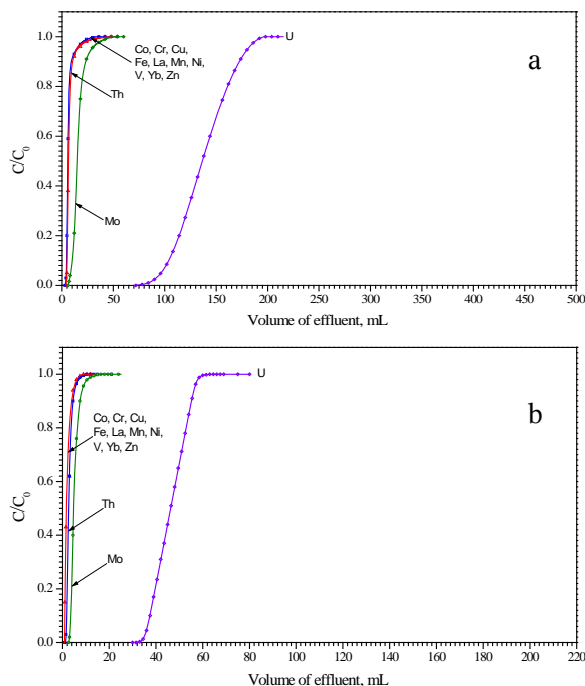 a
C/C0
1.0
0.8
0.6
0.4
0.2
0.0
U
Co, Cr, Cu,
Fe, La, Mn, Ni,
V, Yb, Zn
Th
Mo
0 50 100 150 200 250 300 350 400 450 500
Volume of effluent, mL
b
C/C0
1.0
0.8
0.6
0.4
0.2
0.0
U
Co, Cr, Cu,
Fe, La, Mn, Ni,
V, Yb, Zn
Th
Mo
0 20 40 60 80 100 120 140 160 180 200 220
Volume of effluent, mL